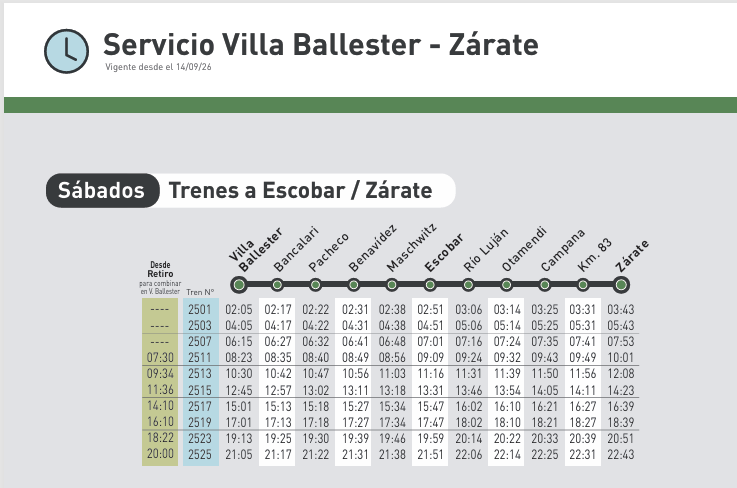 Servicio Villa Ballester - Zárate
Vigente desde el 14/09/26
Sábados Trenes a Escobar / Zárate
Desde
Retiro
para combinar
en V. Ballester
Tren N°
Villa
Ballester
Bancalari
Pacheco
Benavídez
Maschwitz
Escobar
Río Luján
Otamendi
Campana
Km. 83
Zárate
---- 2501 02:05 02:17 02:22 02:31 02:38 02:51 03:06 03:14 03:25 03:31 03:43
---- 2503 04:05 04:17 04:22 04:31 04:38 04:51 05:06 05:14 05:25 05:31 05:43
---- 2507 06:15 06:27 06:32 06:41 06:48 07:01 07:16 07:24 07:35 07:41 07:53
07:30 2511 08:23 08:35 08:40 08:49 08:56 09:09 09:24 09:32 09:43 09:49 10:01
09:34 2513 10:30 10:42 10:47 10:56 11:03 11:16 11:31 11:39 11:50 11:56 12:08
11:36 2515 12:45 12:57 13:02 13:11 13:18 13:31 13:46 13:54 14:05 14:11 14:23
14:10 2517 15:01 15:13 15:18 15:27 15:34 15:47 16:02 16:10 16:21 16:27 16:39
16:10 2519 17:01 17:13 17:18 17:27 17:34 17:47 18:02 18:10 18:21 18:27 18:39
18:22 2523 19:13 19:25 19:30 19:39 19:46 19:59 20:14 20:22 20:33 20:39 20:51
20:00 2525 21:05 21:17 21:22 21:31 21:38 21:51 22:06 22:14 22:25 22:31 22:43